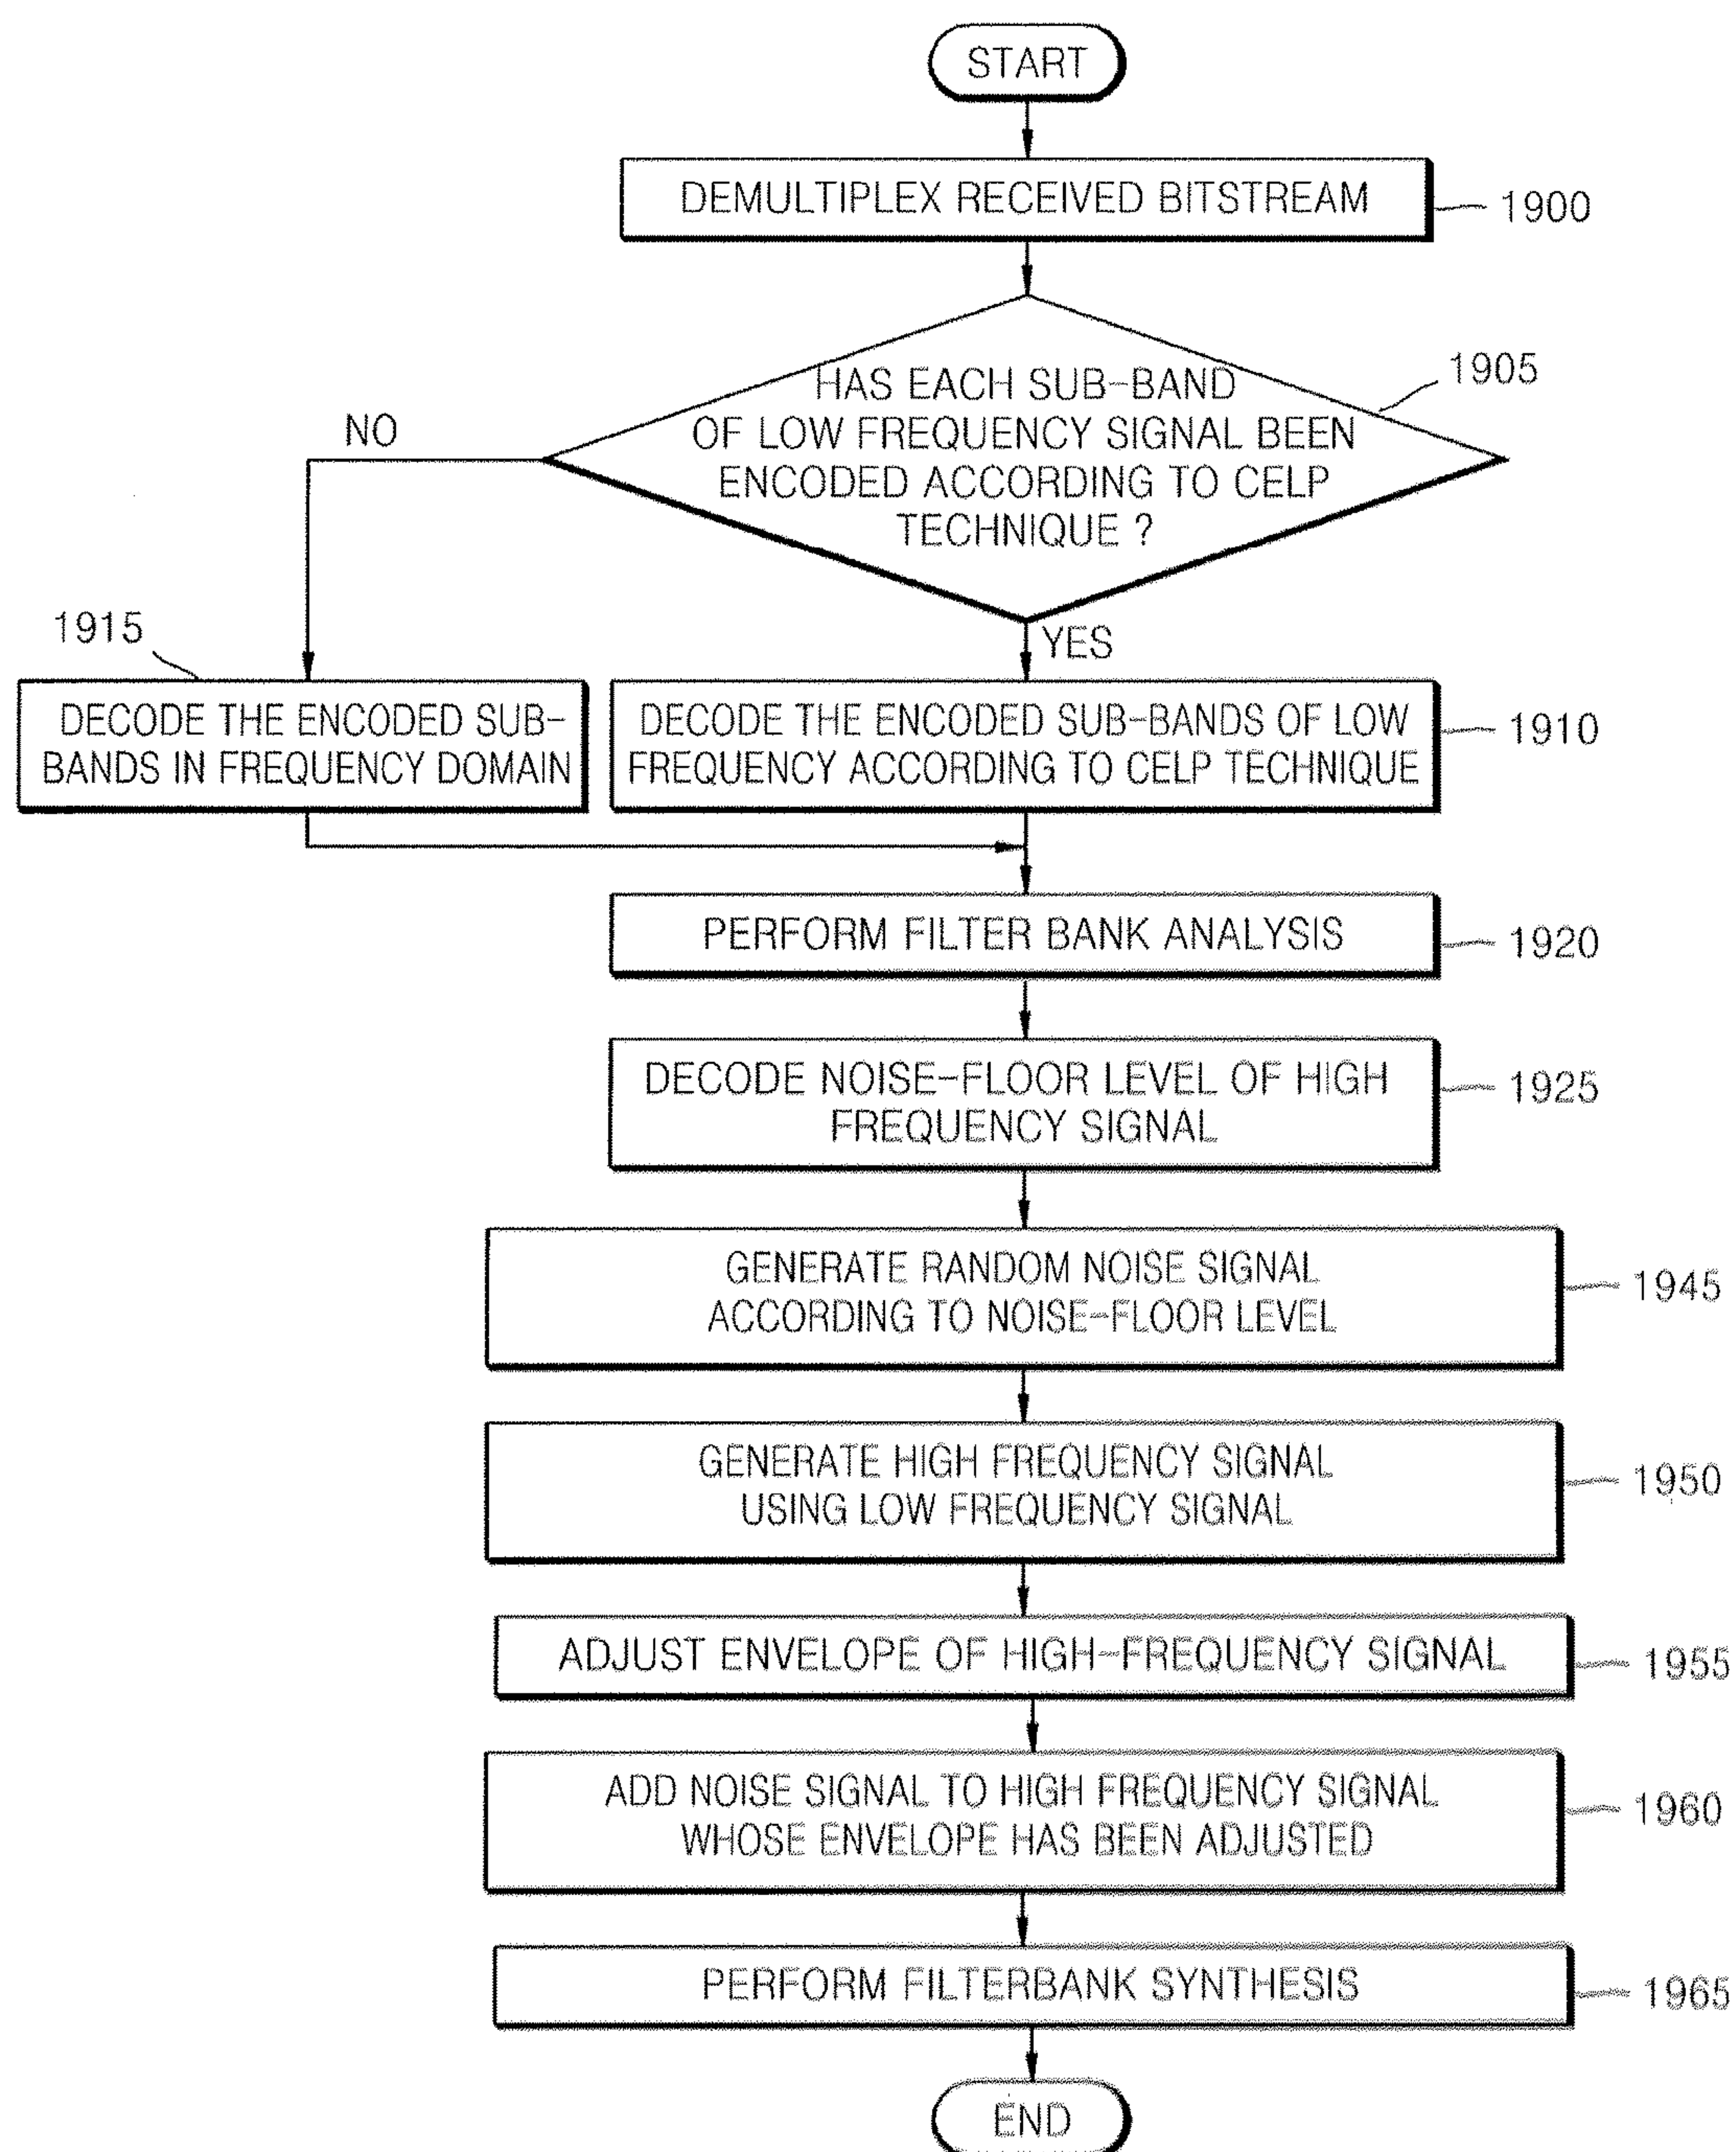 START
DEMULTIPLEX RECEIVED BITSTREAM
1900
HAS EACH SUB-BAND
OF LOW FREQUENCY SIGNAL BEEN
ENCODED ACCORDING TO CELP
TECHNIQUE ?
1905
NO
YES
1915
DECODE THE ENCODED SUB-
BANDS IN FREQUENCY DOMAIN
DECODE THE ENCODED SUB-BANDS OF LOW
FREQUENCY ACCORDING TO CELP TECHNIQUE
1910
PERFORM FILTER BANK ANALYSIS
1920
DECODE NOISE-FLOOR LEVEL OF HIGH
FREQUENCY SIGNAL
1925
GENERATE RANDOM NOISE SIGNAL
ACCORDING TO NOISE-FLOOR LEVEL
1945
GENERATE HIGH FREQUENCY SIGNAL
USING LOW FREQUENCY SIGNAL
1950
ADJUST ENVELOPE OF HIGH-FREQUENCY SIGNAL
1955
ADD NOISE SIGNAL TO HIGH FREQUENCY SIGNAL
WHOSE ENVELOPE HAS BEEN ADJUSTED
1960
PERFORM FILTERBANK SYNTHESIS
1965
END